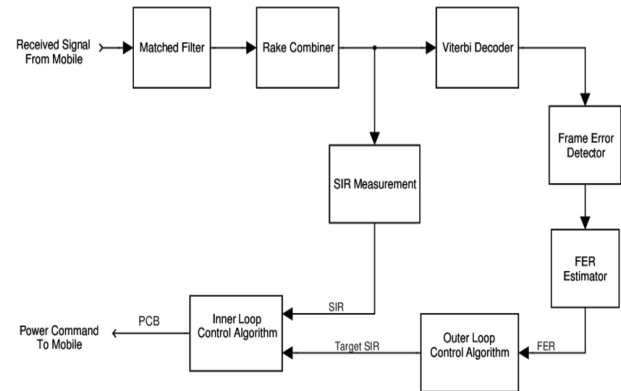 Received Signal
From Mobile
Matched Filter
Rake Combiner
Viterbi Decoder
Frame Error
Detector
SIR Measurement
FER
Estimator
SIR
PCB
Inner Loop
Control Algorithm
Power Command
To Mobile
Target SIR
Outer Loop
Control Algorithm
FER